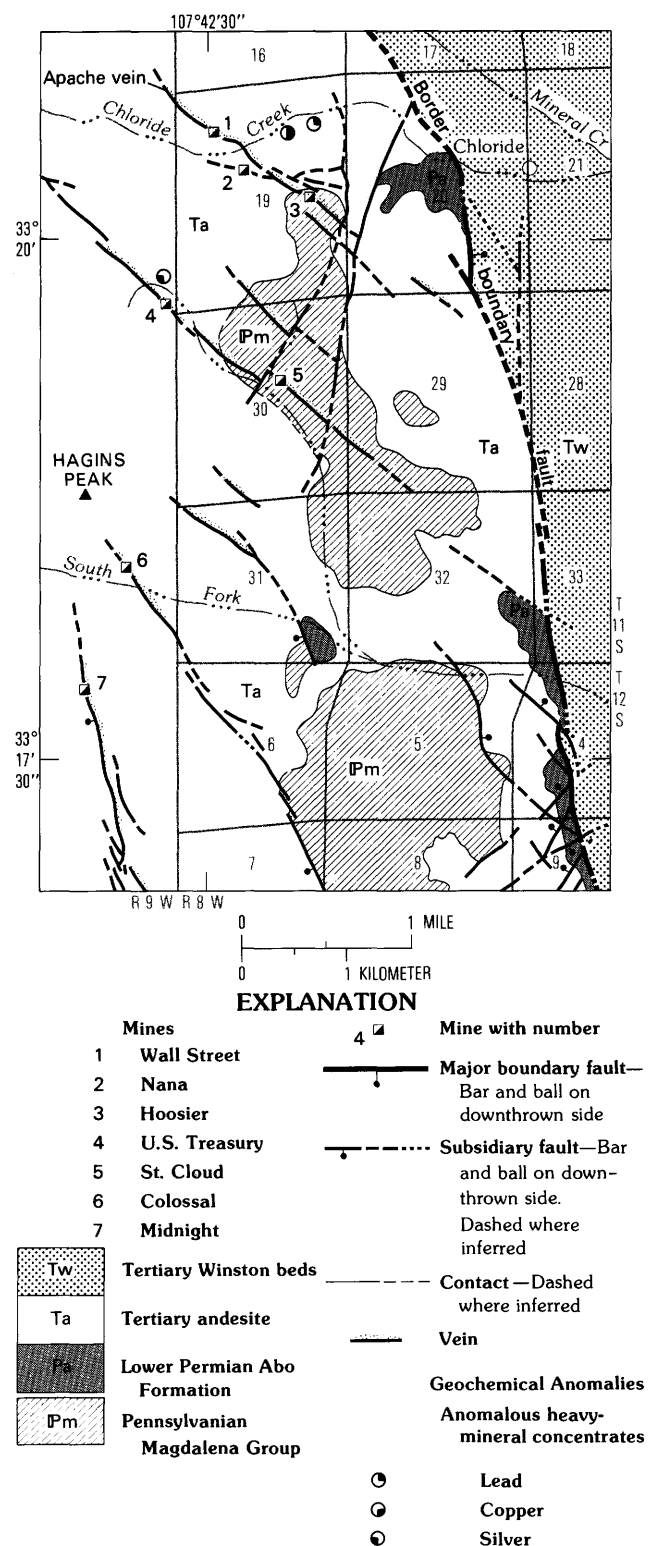 107°42'30''
16
17
18
Apache vein
Border
Mineral Cr
Chloride
Creek
1
Chloride
21
2
19
Pa
20
3
Ta
33°
20'
boundary
4
ℙm
5
29
28
30
Ta
Tw
HAGINS
PEAK
fault
6
31
32
33
South
Fork
Pa
T
11
S
7
Ta
T
12
S
33°
17'
30''
6
5
4
ℙm
7
8
9
R 9 W R 8 W
0 1 MILE
0 1 KILOMETER
EXPLANATION
Mines
1 Wall Street
2 Nana
3 Hoosier
4 U.S. Treasury
5 St. Cloud
6 Colossal
7 Midnight
Tw Tertiary Winston beds
Ta Tertiary andesite
Pa Lower Permian Abo
Formation
ℙm Pennsylvanian
Magdalena Group
4 Mine with number
Major boundary fault—
Bar and ball on
downthrown side
Subsidiary fault—Bar
and ball on down-
thrown side.
Dashed where
inferred
Contact—Dashed
where inferred
Vein
Geochemical Anomalies
Anomalous heavy-
mineral concentrates
Lead
Copper
Silver